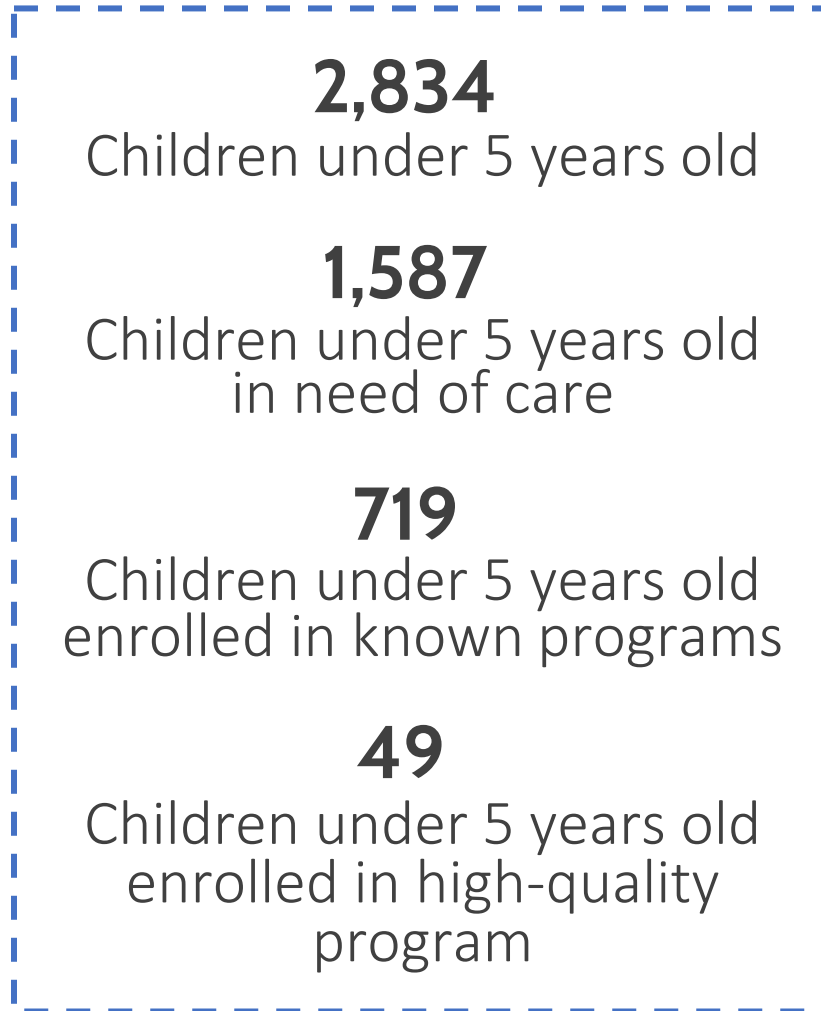 2,834
Children under 5 years old
1,587
Children under 5 years old
in need of care
719
Children under 5 years old
enrolled in known programs
49
Children under 5 years old
enrolled in high-quality
program